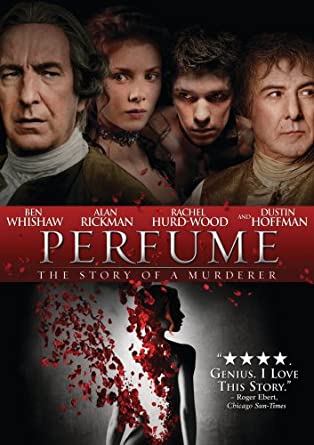 BEN WHISHAW
ALAN RICKMAN
RACHEL HURD-WOOD
AND DUSTIN HOFFMAN
PERFUME
THE STORY OF A MURDERER
"★★★★.
GENIUS. I LOVE
THIS STORY."
– Roger Ebert,
Chicago Sun-Times